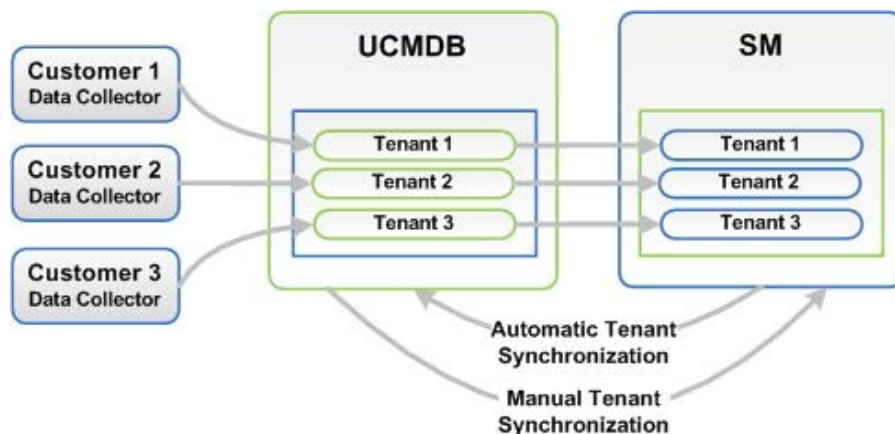 UCMDB
SM
Customer 1
Data Collector
Customer 2
Data Collector
Customer 3
Data Collector
Tenant 1
Tenant 2
Tenant 3
Tenant 1
Tenant 2
Tenant 3
Automatic Tenant
Synchronization
Manual Tenant
Synchronization